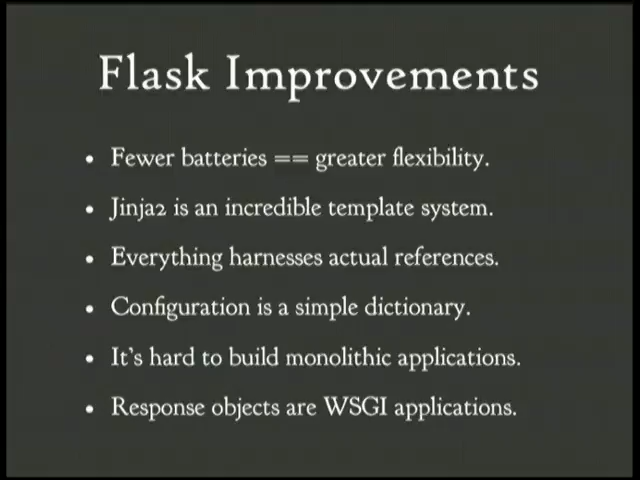 Flask Improvements
• Fewer batteries == greater flexibility.
• Jinja2 is an incredible template system.
• Everything harnesses actual references.
• Configuration is a simple dictionary.
• It's hard to build monolithic applications.
• Response objects are WSGI applications.